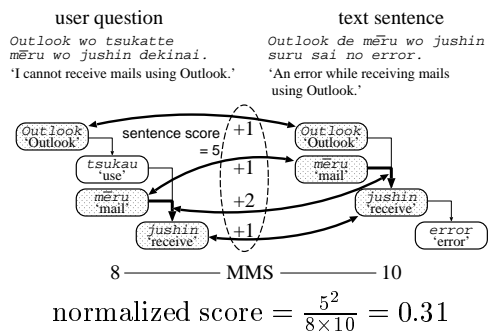 user question
text sentence
Outlook wo tsukatte
mēru wo jushin dekinai.
'I cannot receive mails using Outlook.'
Outlook de mēru wo jushin
suru sai no error.
'An error while receiving mails
using Outlook.'
Outlook
'Outlook'
sentence score
= 5
+1
Outlook
'Outlook'
tsukau
'use'
+1
mēru
'mail'
mēru
'mail'
+2
jushin
'receive'
jushin
'receive'
+1
error
'error'
8 MMS 10
normalized score = 5² / 8×10 = 0.31